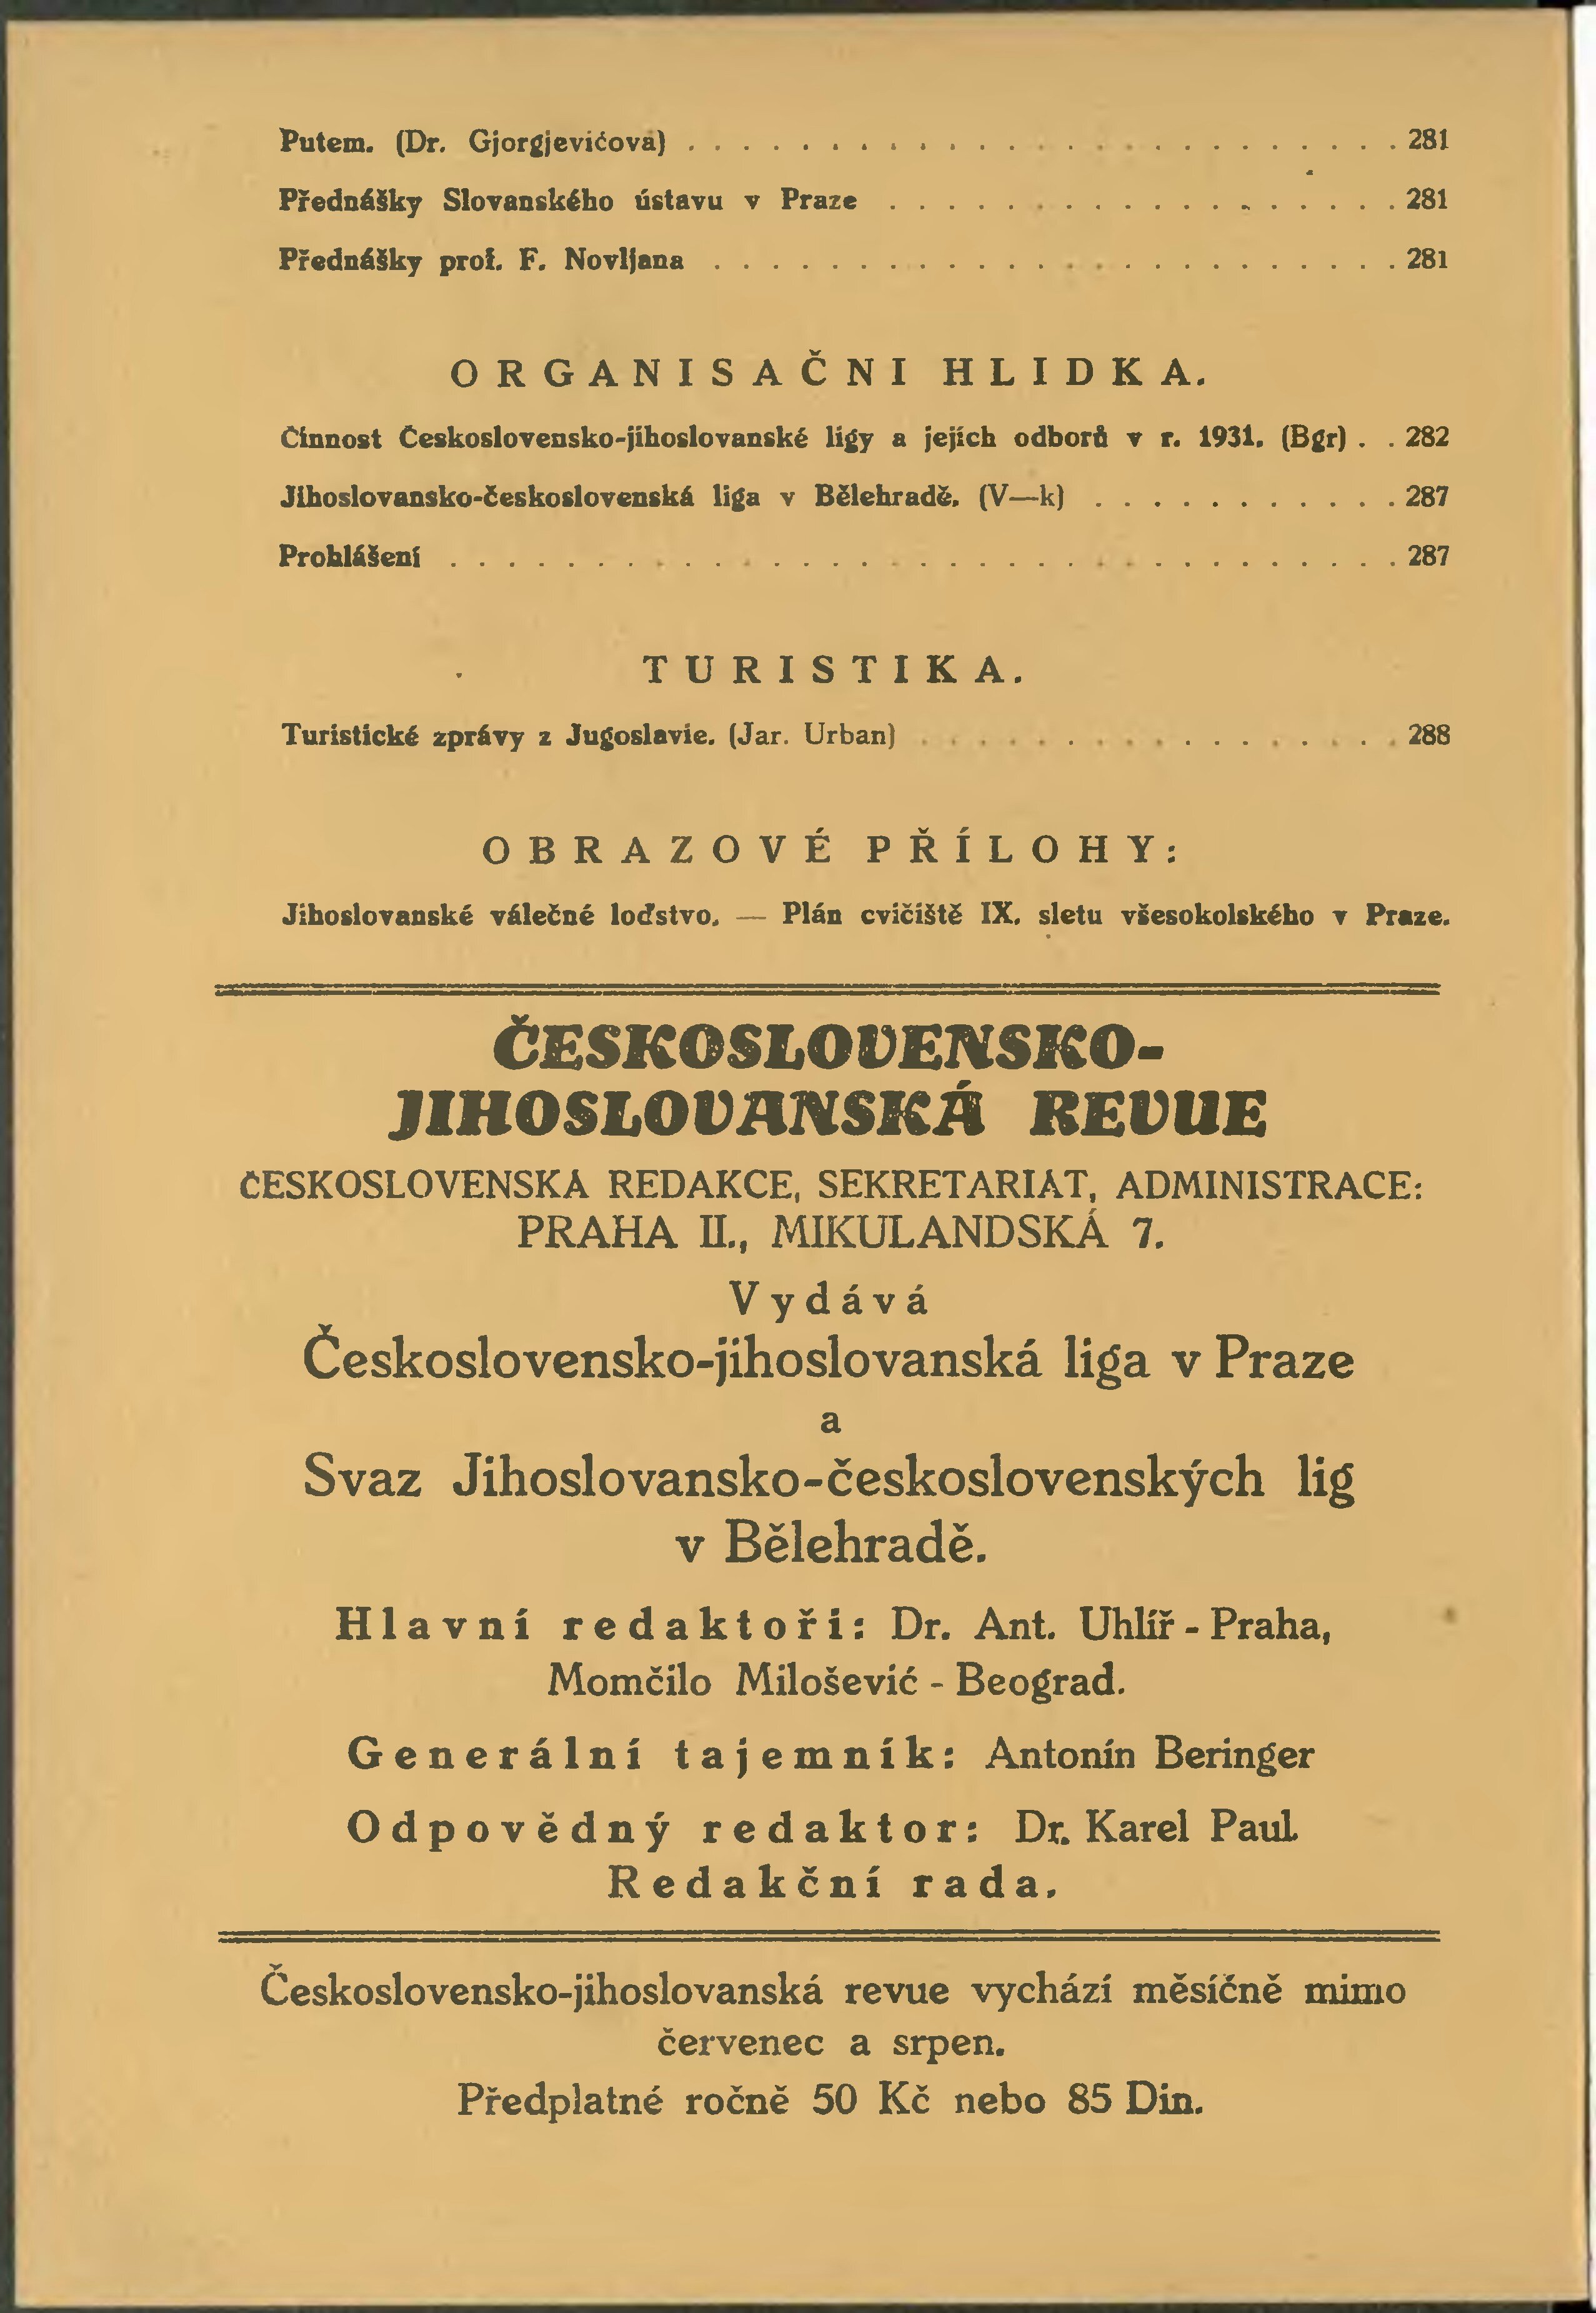 Putem. (Dr. Gjorgjevićová) . . . . . . . . . . . . . . . . . . . . . . . . . 281
Přednášky Slovanského ústavu v Praze . . . . . . . . . . . . . . . . . . 281
Přednášky prof. F. Novljana . . . . . . . . . . . . . . . . . . . . . . . . 281
ORGANISAČNI HLIDKA.
Činnost Československo-jihoslovanské ligy a jejích odborů v r. 1931. (Bgr) . . 282
Jihoslovansko-československá liga v Bělehradě. (V—k) . . . . . . . . . . . 287
Prohlášení . . . . . . . . . . . . . . . . . . . . . . . . . . . . . . . . . 287
TURISTIKA.
Turistické zprávy z Jugoslavie. (Jar. Urban) . . . . . . . . . . . . . . . . . 288
OBRAZOVÉ PŘÍLOHY:
Jihoslovanské válečné loďstvo. — Plán cvičiště IX. sletu všesokolského v Praze.
ČESKOSLOVENSKO-
JIHOSLOVANSKÁ REVUE
ČESKOSLOVENSKÁ REDAKCE, SEKRETARIÁT, ADMINISTRACE:
PRAHA II., MIKULANDSKÁ 7.
Vydává
Československo-jihoslovanská liga v Praze
a
Svaz Jihoslovansko-československých lig
v Bělehradě.
Hlavní redaktoři: Dr. Ant. Uhlíř - Praha,
Momčilo Milošević - Beograd.
Generální tajemník: Antonín Beringer
Odpovědný redaktor: Dr. Karel Paul.
Redakční rada.
Československo-jihoslovanská revue vychází měsíčně mimo
červenec a srpen.
Předplatné ročně 50 Kč nebo 85 Din.